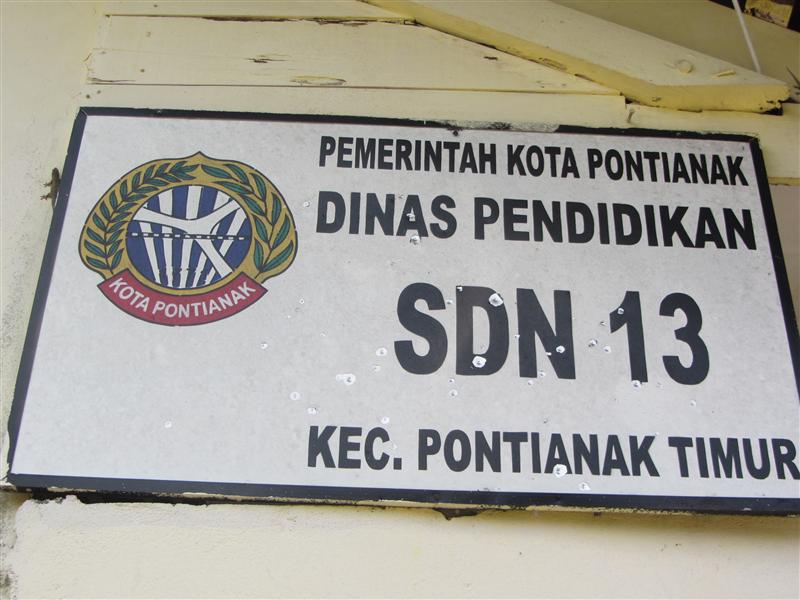 PEMERINTAH KOTA PONTIANAK
DINAS PENDIDIKAN
SDN 13
KEC. PONTIANAK TIMUR
KOTA PONTIANAK